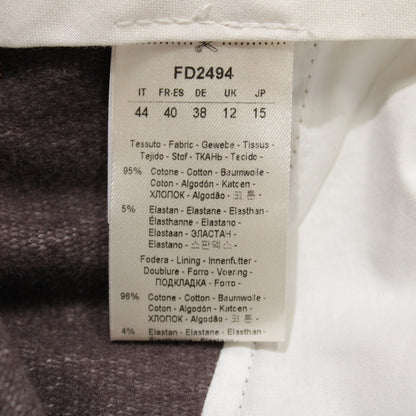 FD2494
IT FR-ES DE UK JP
44 40 38 12 15
Tessuto - Fabric - Gewebe - Tissus -
Tejido - Stof - ТКАНЬ - Tecido -
95% Cotone - Cotton - Baumwolle -
Coton - Algodón - Katoen -
ХЛОПОК - Algodão - 코튼 -
5% Elastan - Elastane - Elasthan -
Élasthanne - Elastano -
Elastaan - ЭЛАСТАН -
Elastano - 스판덱스 -
Fodera - Lining - Innenfutter -
Doublure - Forro - Voering -
ПОДКЛАДКА - Forro -
96% Cotone - Cotton - Baumwolle -
Coton - Algodón - Katoen -
ХЛОПОК - Algodão - 코튼 -
4% Elastan - Elastane - Elasthan -